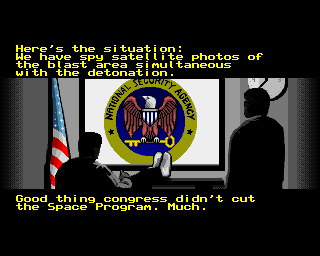 Here's the situation:
We have spy satellite photos of
the blast area simultaneous
with the detonation.
NATIONAL SECURITY AGENCY
Good thing congress didn't cut
the Space Program. Much.